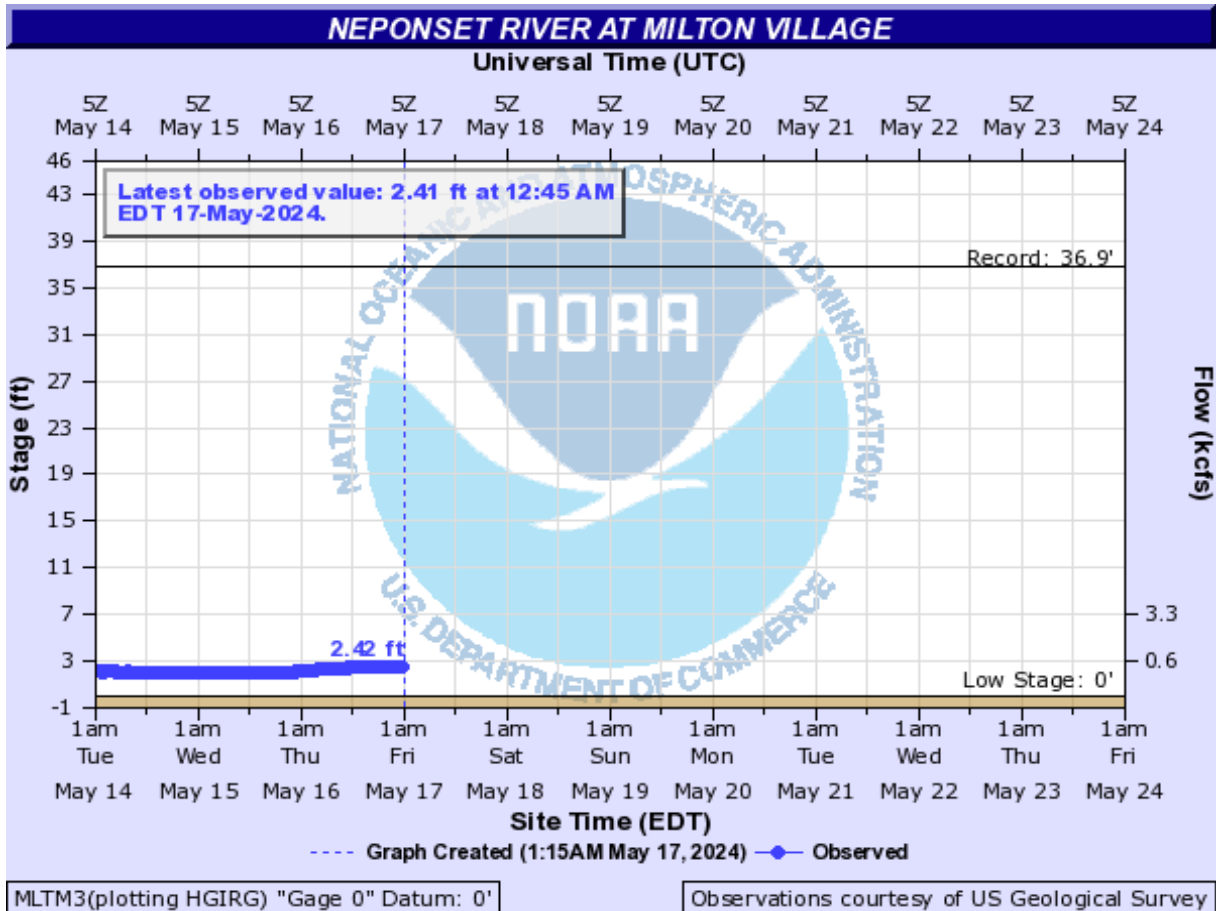 NEPONSET RIVER AT MILTON VILLAGE
Universal Time (UTC)
5Z 5Z 5Z 5Z 5Z 5Z 5Z 5Z 5Z 5Z 5Z
May 14 May 15 May 16 May 17 May 18 May 19 May 20 May 21 May 22 May 23 May 24
Latest observed value: 2.41 ft at 12:45 AM
EDT 17-May-2024.
NATIONAL OCEANIC AND ATMOSPHERIC ADMINISTRATION
NOAA
U.S. DEPARTMENT OF COMMERCE
Record: 36.9'
Stage (ft)
46
43
39
35
31
27
23
19
15
11
7
3
-1
Flow (kcfs)
3.3
0.6
2.42 ft
Low Stage: 0'
1am 1am 1am 1am 1am 1am 1am 1am 1am 1am 1am
Tue Wed Thu Fri Sat Sun Mon Tue Wed Thu Fri
May 14 May 15 May 16 May 17 May 18 May 19 May 20 May 21 May 22 May 23 May 24
Site Time (EDT)
Graph Created (1:15AM May 17, 2024) Observed
MLTM3(plotting HGIRG) "Gage 0" Datum: 0'
Observations courtesy of US Geological Survey